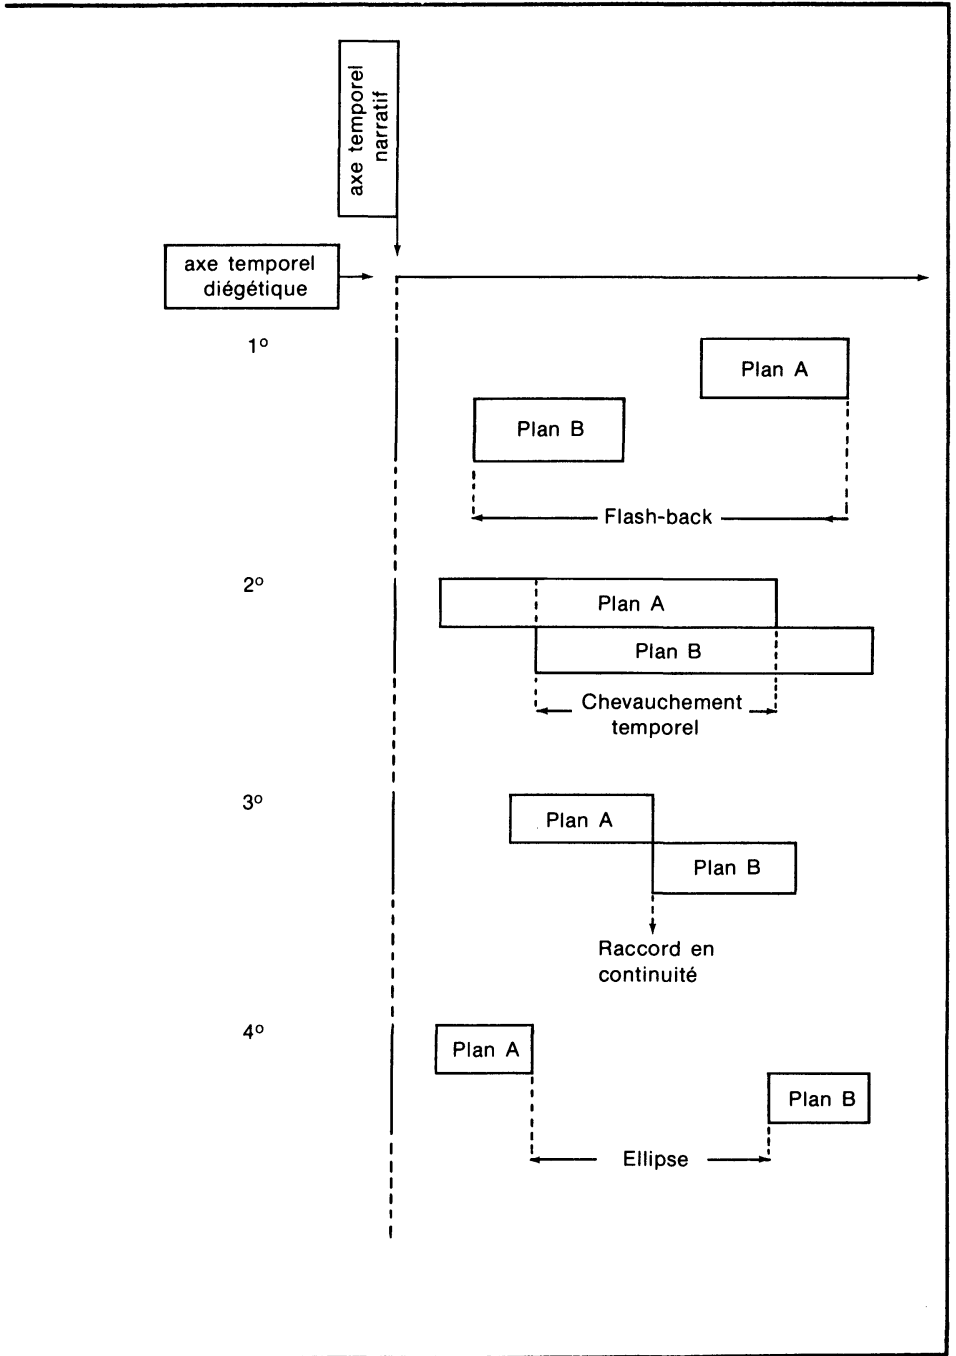 axe temporel
narratif
axe temporel
diégétique
1º
Plan A
Plan B
Flash-back
2º
Plan A
Plan B
Chevauchement
temporel
3º
Plan A
Plan B
Raccord en
continuité
4º
Plan A
Plan B
Ellipse